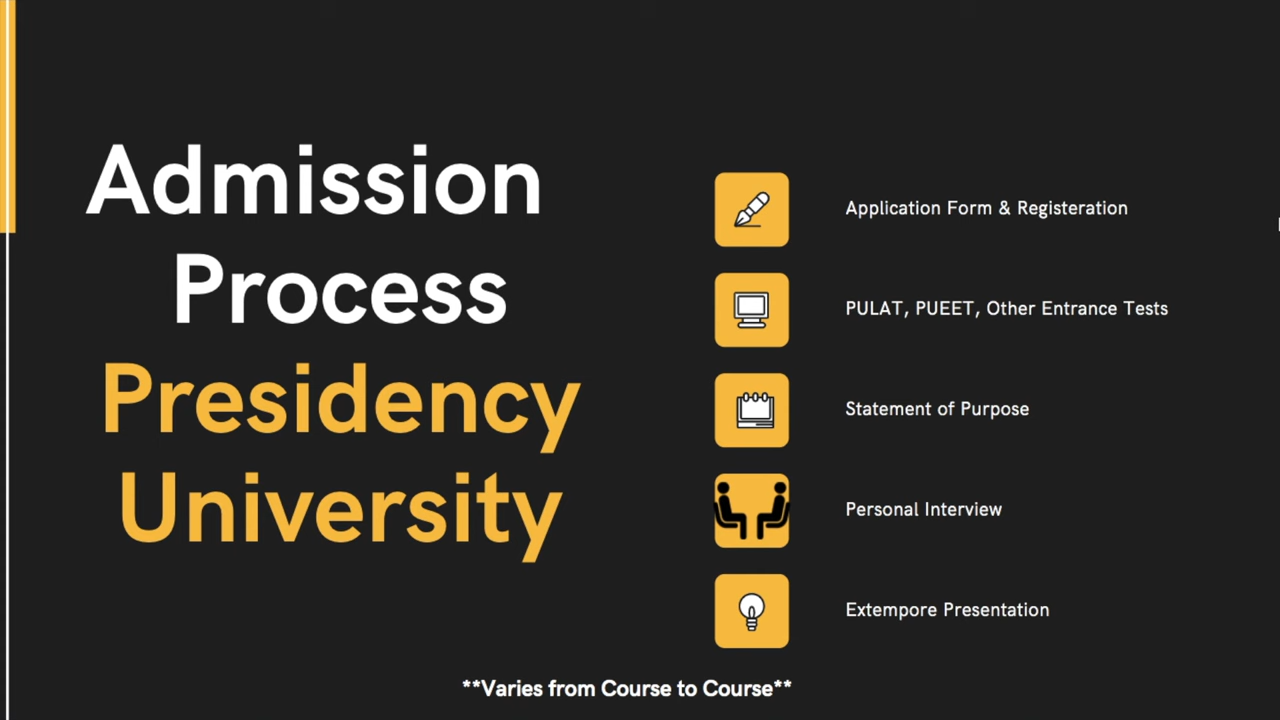 Admission
Process
Presidency
University
Application Form & Registeration
PULAT, PUEET, Other Entrance Tests
Statement of Purpose
Personal Interview
Extempore Presentation
**Varies from Course to Course**